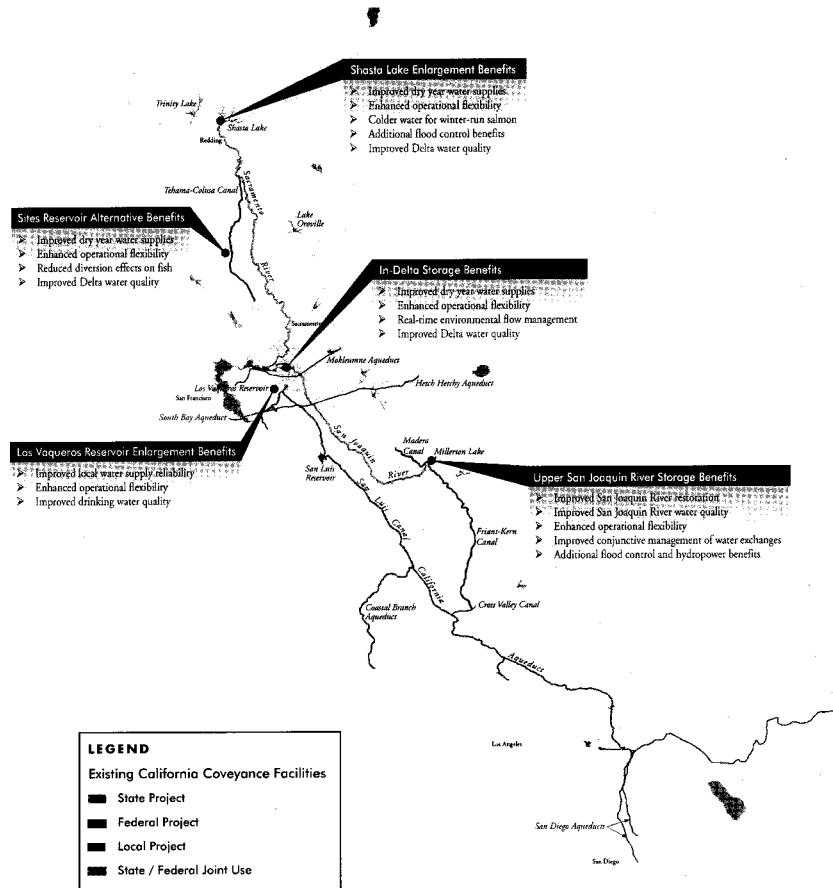 Shasta Lake Enlargement Benefits
➢ Improved dry year water supplies
➢ Enhanced operational flexibility
➢ Colder water for winter-run salmon
➢ Additional flood control benefits
➢ Improved Delta water quality
Trinity Lake
Shasta Lake
Redding
Tehama-Colusa Canal
Sacramento
River
Lake
Oroville
Sites Reservoir Alternative Benefits
➢ Improved dry year water supplies
➢ Enhanced operational flexibility
➢ Reduced diversion effects on fish
➢ Improved Delta water quality
In-Delta Storage Benefits
➢ Improved dry year water supplies
➢ Enhanced operational flexibility
➢ Real-time environmental flow management
➢ Improved Delta water quality
Sacramento
Mokleumne Aqueduct
Hetch Hetchy Aqueduct
Los Vaqueros Reservoir
San Francisco
South Bay Aqueduct
Los Vaqueros Reservoir Enlargement Benefits
➢ Improved local water supply reliability
➢ Enhanced operational flexibility
➢ Improved drinking water quality
San Joaquin
River
Madera
Canal
Millerton Lake
San Luis
Reservoir
San Luis Canal
Upper San Joaquin River Storage Benefits
➢ Improved San Joaquin River restoration
➢ Improved San Joaquin River water quality
➢ Enhanced operational flexibility
➢ Improved conjunctive management of water exchanges
➢ Additional flood control and hydropower benefits
Friant-Kern
Canal
California
Aqueduct
Coastal Branch
Aqueduct
Cross Valley Canal
Los Angeles
San Diego Aqueducts
San Diego
LEGEND
Existing California Coveyance Facilities
State Project
Federal Project
Local Project
State / Federal Joint Use